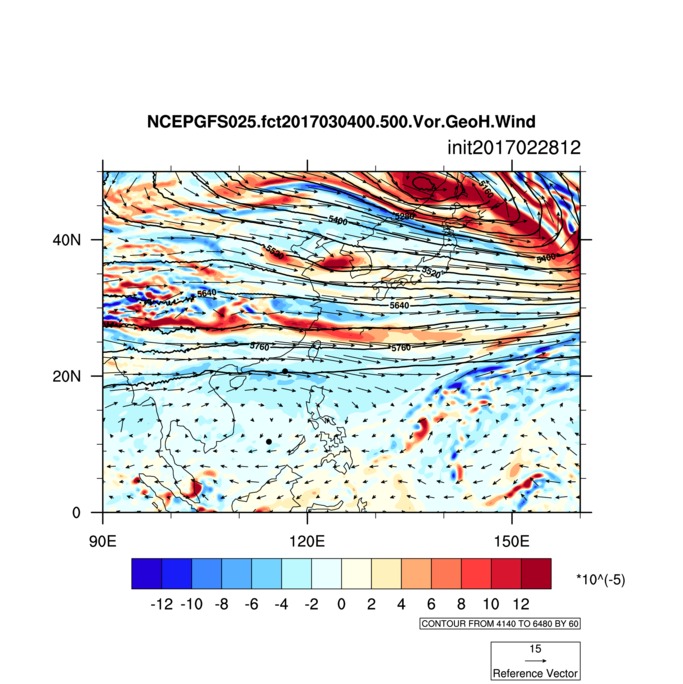 NCEPGFS025.fct2017030400.500.Vor.GeoH.Wind
init2017022812
40N
20N
0
90E 120E 150E
5400
5520
5640
5640
5520
5760
5760
5400
-12 -10 -8 -6 -4 -2 0 2 4 6 8 10 12
*10^(-5)
CONTOUR FROM 4140 TO 6480 BY 60
15
Reference Vector